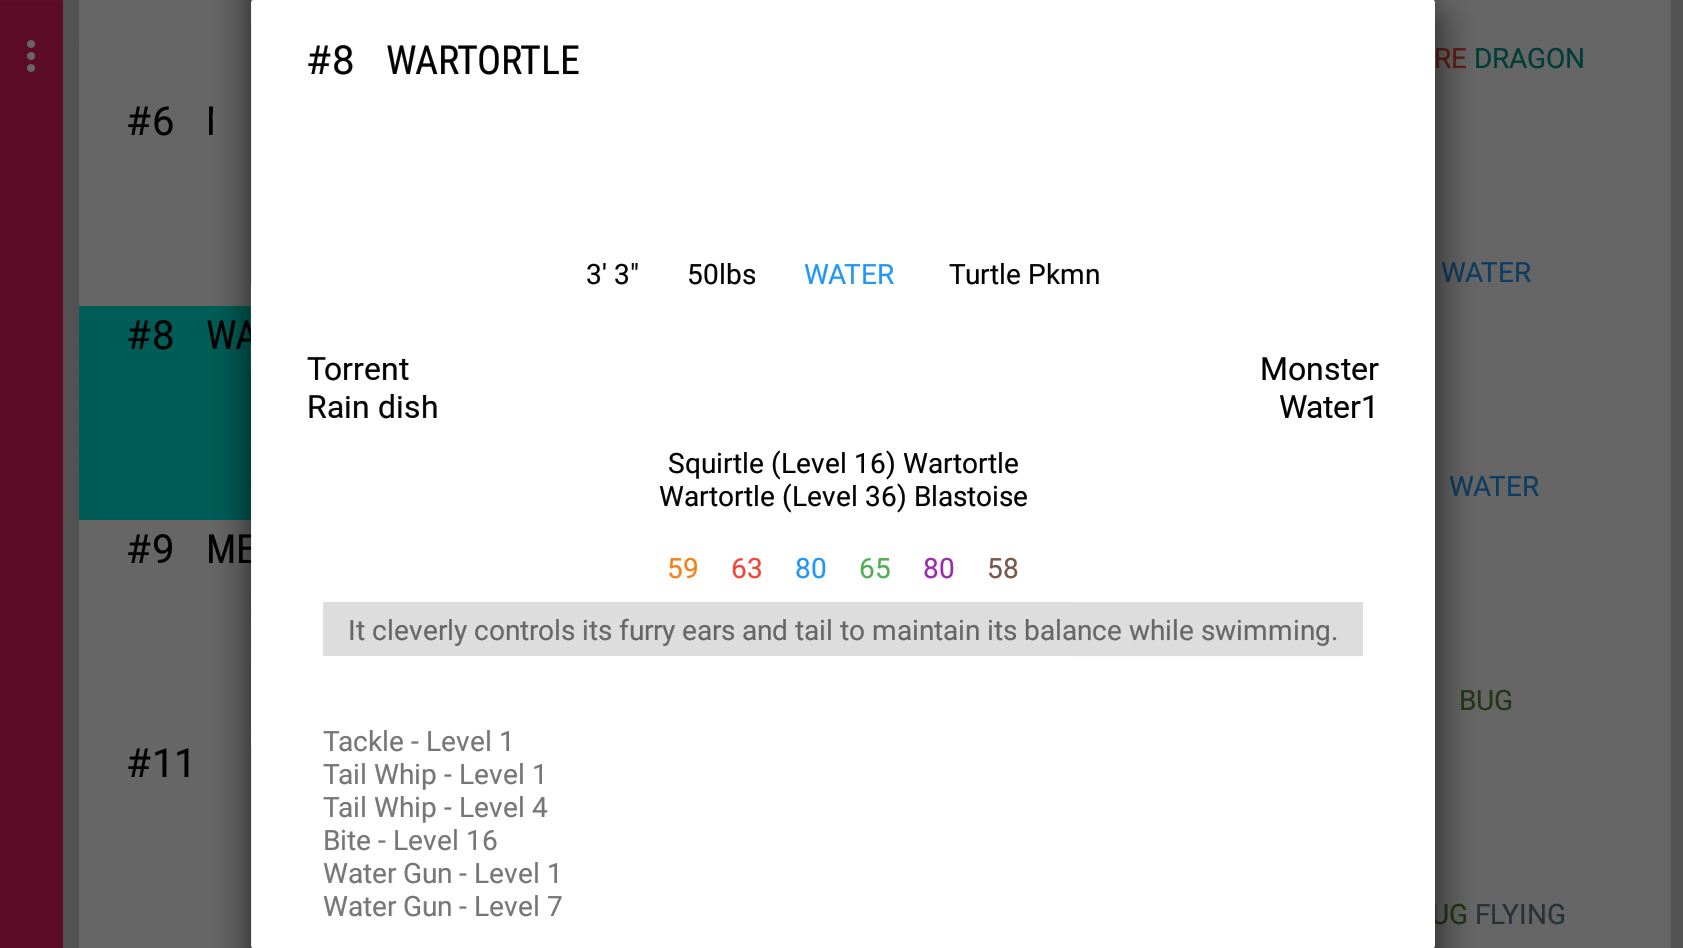 #8 WARTORTLE
3' 3" 50lbs WATER Turtle Pkmn
Torrent
Rain dish
Monster
Water1
Squirtle (Level 16) Wartortle
Wartortle (Level 36) Blastoise
59 63 80 65 80 58
It cleverly controls its furry ears and tail to maintain its balance while swimming.
Tackle - Level 1
Tail Whip - Level 1
Tail Whip - Level 4
Bite - Level 16
Water Gun - Level 1
Water Gun - Level 7
#6
#8 WA
#9 ME
#11
RE DRAGON
WATER
WATER
BUG
UG FLYING